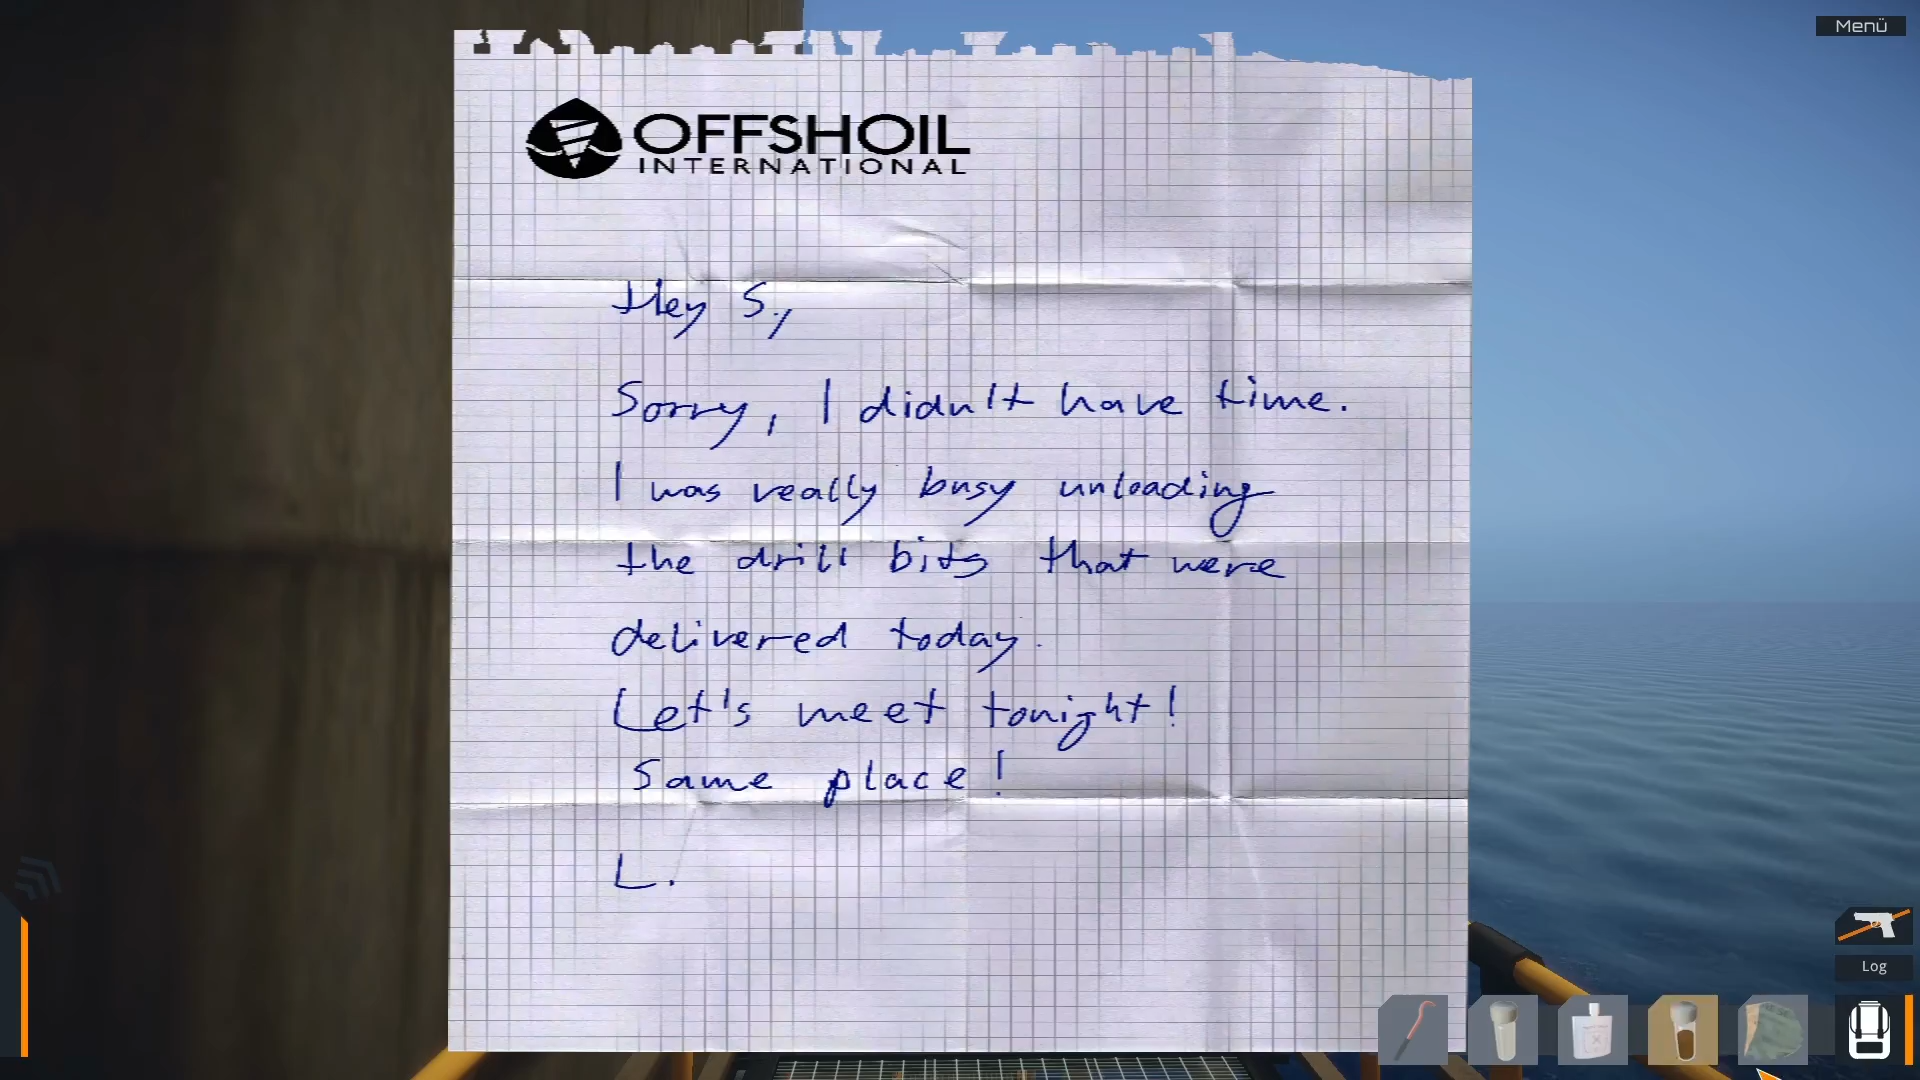 Menü
OFFSHOIL
INTERNATIONAL
Hey S.,
Sorry, I didn't have time.
I was really busy unloading
the drill bits that were
delivered today.
Let's meet tonight!
Same place!
L.
Log